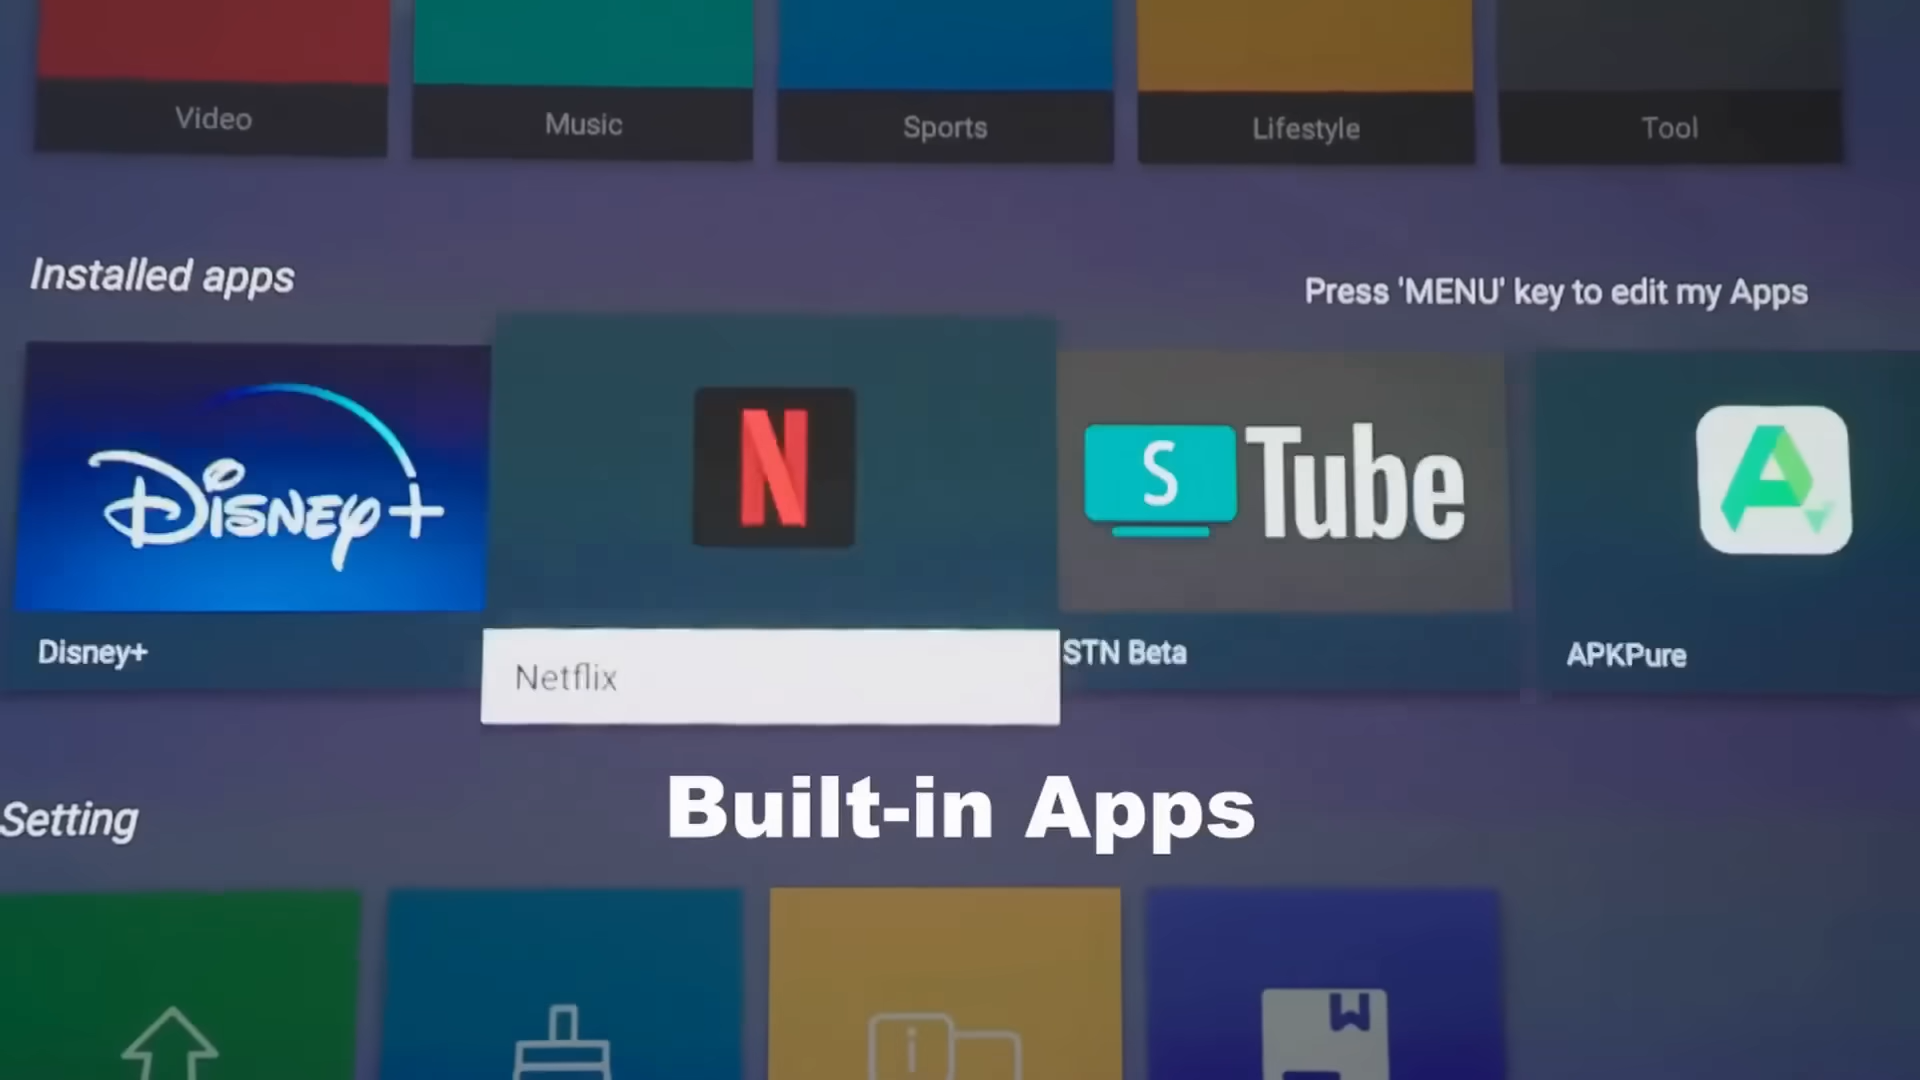 Video
Music
Sports
Lifestyle
Tool
Installed apps
Press 'MENU' key to edit my Apps
Disney+
N
S Tube
A
Disney+
Netflix
STN Beta
APKPure
Built-in Apps
Setting
i